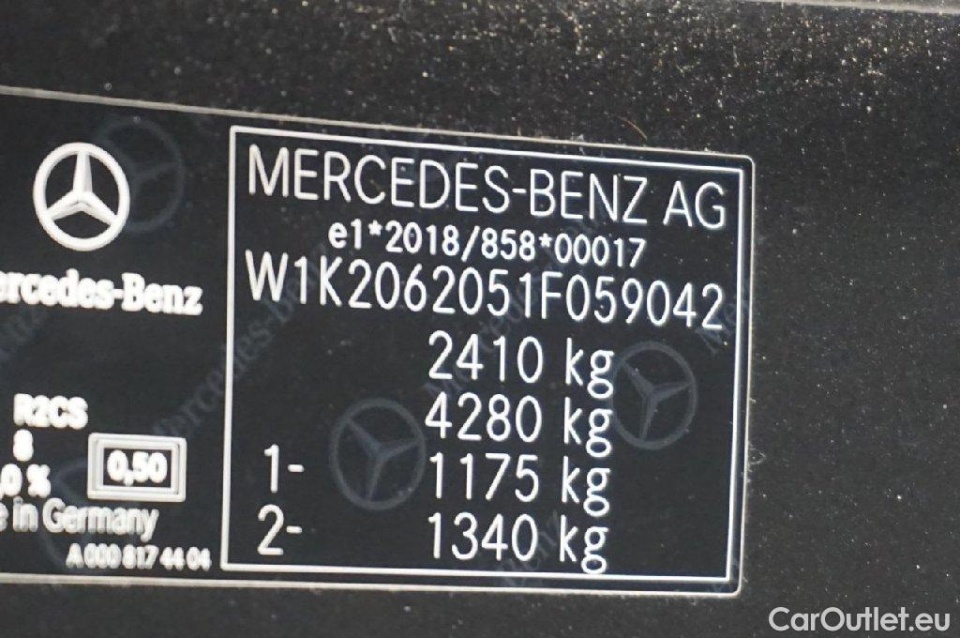 MERCEDES-BENZ AG
e1*2018/858*00017
W1K2062051F059042
2410 kg
4280 kg
1- 1175 kg
2- 1340 kg
ercedes-Benz
R2CS
8
,0 %
0,50
e in Germany
A 000 817 44 04
CarOutlet.eu